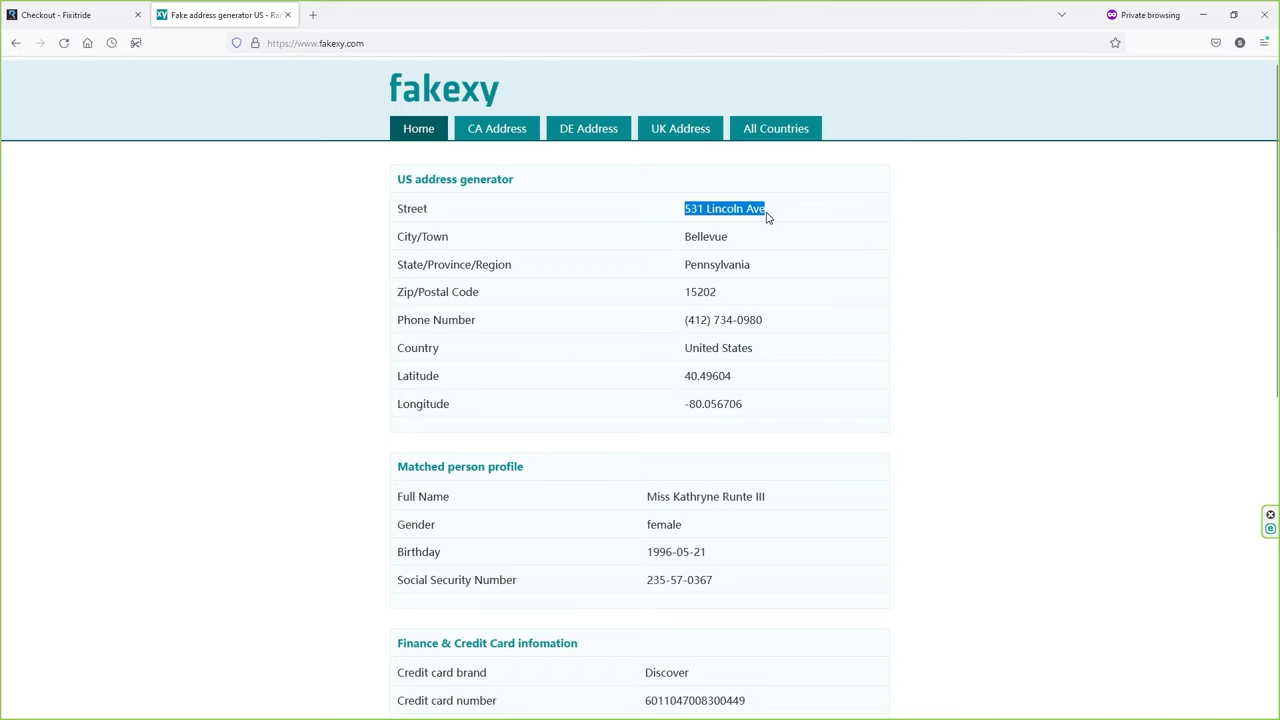 Checkout - Fixitride
Fake address generator US - Ra
Private browsing
https://www.fakexy.com
fakexy
Home CA Address DE Address UK Address All Countries
US address generator
Street 531 Lincoln Ave
City/Town Bellevue
State/Province/Region Pennsylvania
Zip/Postal Code 15202
Phone Number (412) 734-0980
Country United States
Latitude 40.49604
Longitude -80.056706
Matched person profile
Full Name Miss Kathryne Runte III
Gender female
Birthday 1996-05-21
Social Security Number 235-57-0367
Finance & Credit Card infomation
Credit card brand Discover
Credit card number 6011047008300449